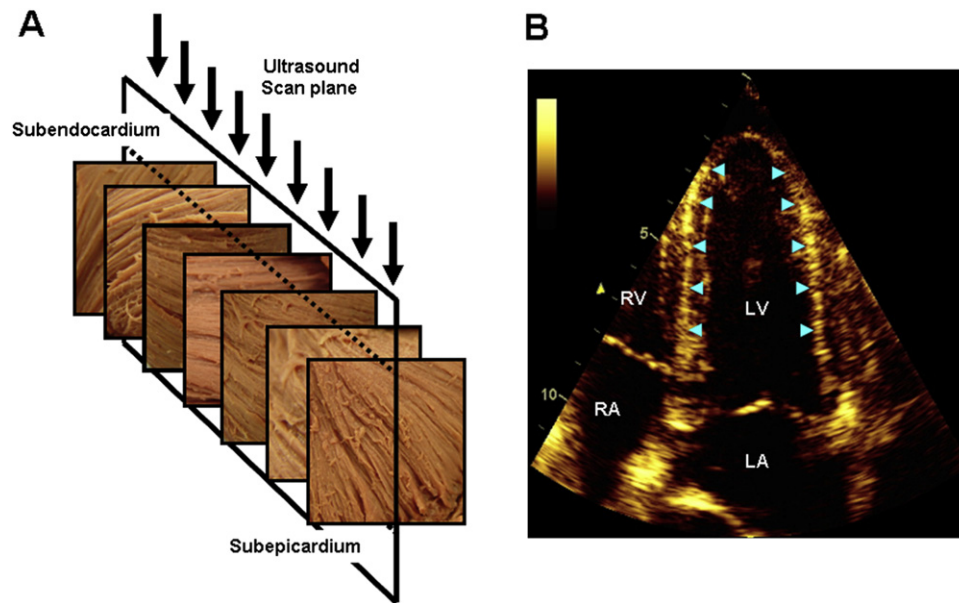 A
Ultrasound
Scan plane
Subendocardium
Subepicardium
B
5
RV
LV
RA
10
LA